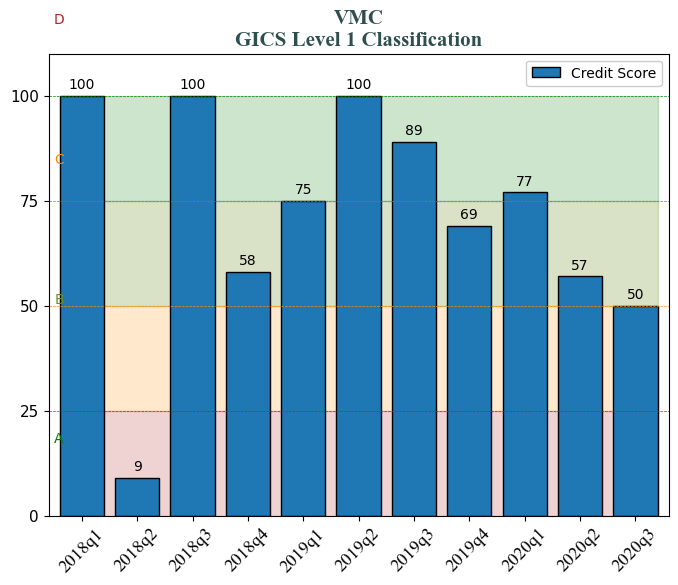 D
VMC
GICS Level 1 Classification
Credit Score
100
100
100
89
77
75
69
58
57
50
9
100
75
50
25
0
C
B
A
2018q1
2018q2
2018q3
2018q4
2019q1
2019q2
2019q3
2019q4
2020q1
2020q2
2020q3